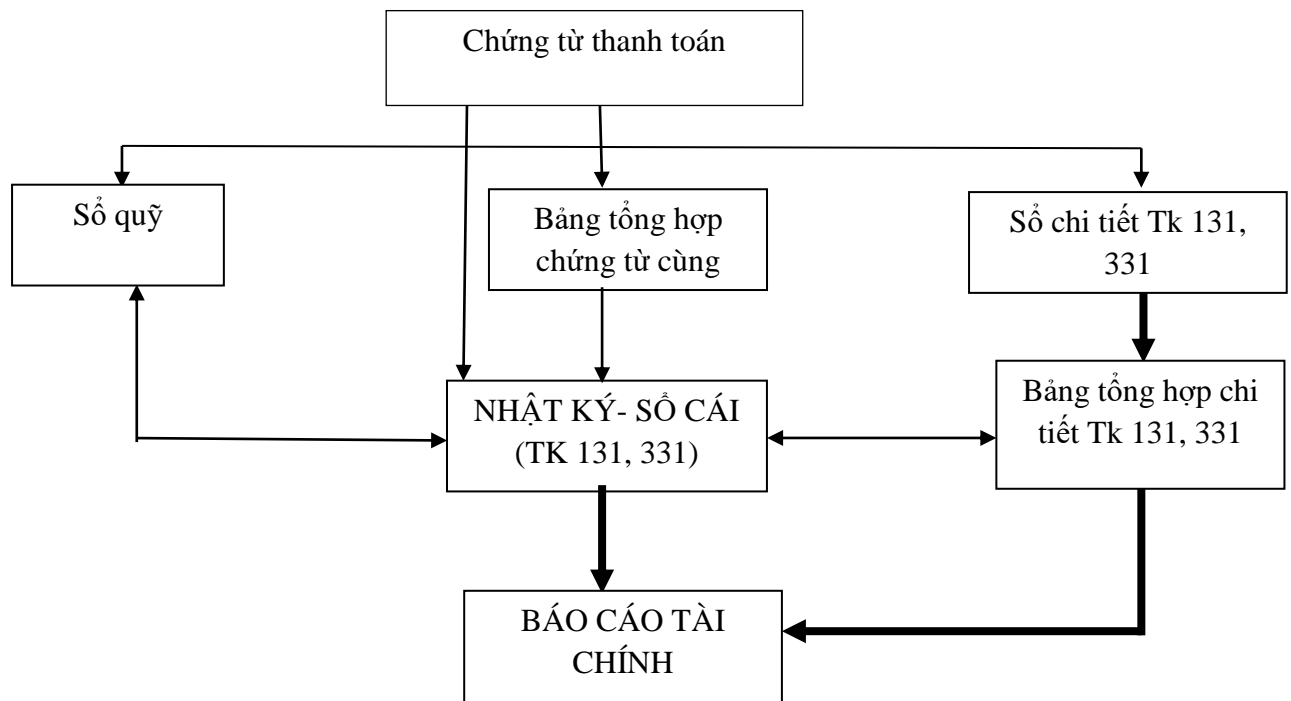 Chứng từ thanh toán
Sổ quỹ
Bảng tổng hợp
chứng từ cùng
Sổ chi tiết Tk 131,
331
NHẬT KÝ- SỔ CÁI
(TK 131, 331)
Bảng tổng hợp chi
tiết Tk 131, 331
BÁO CÁO TÀI
CHÍNH